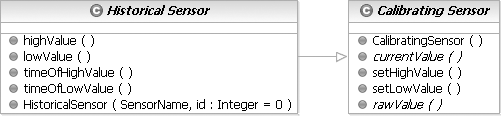 C Historical Sensor
highValue ( )
lowValue ( )
timeOfHighValue ( )
timeOfLowValue ( )
HistoricalSensor ( SensorName, id : Integer = 0 )
C Calibrating Sensor
CalibratingSensor ( )
currentValue ( )
setHighValue ( )
setLowValue ( )
rawValue ( )